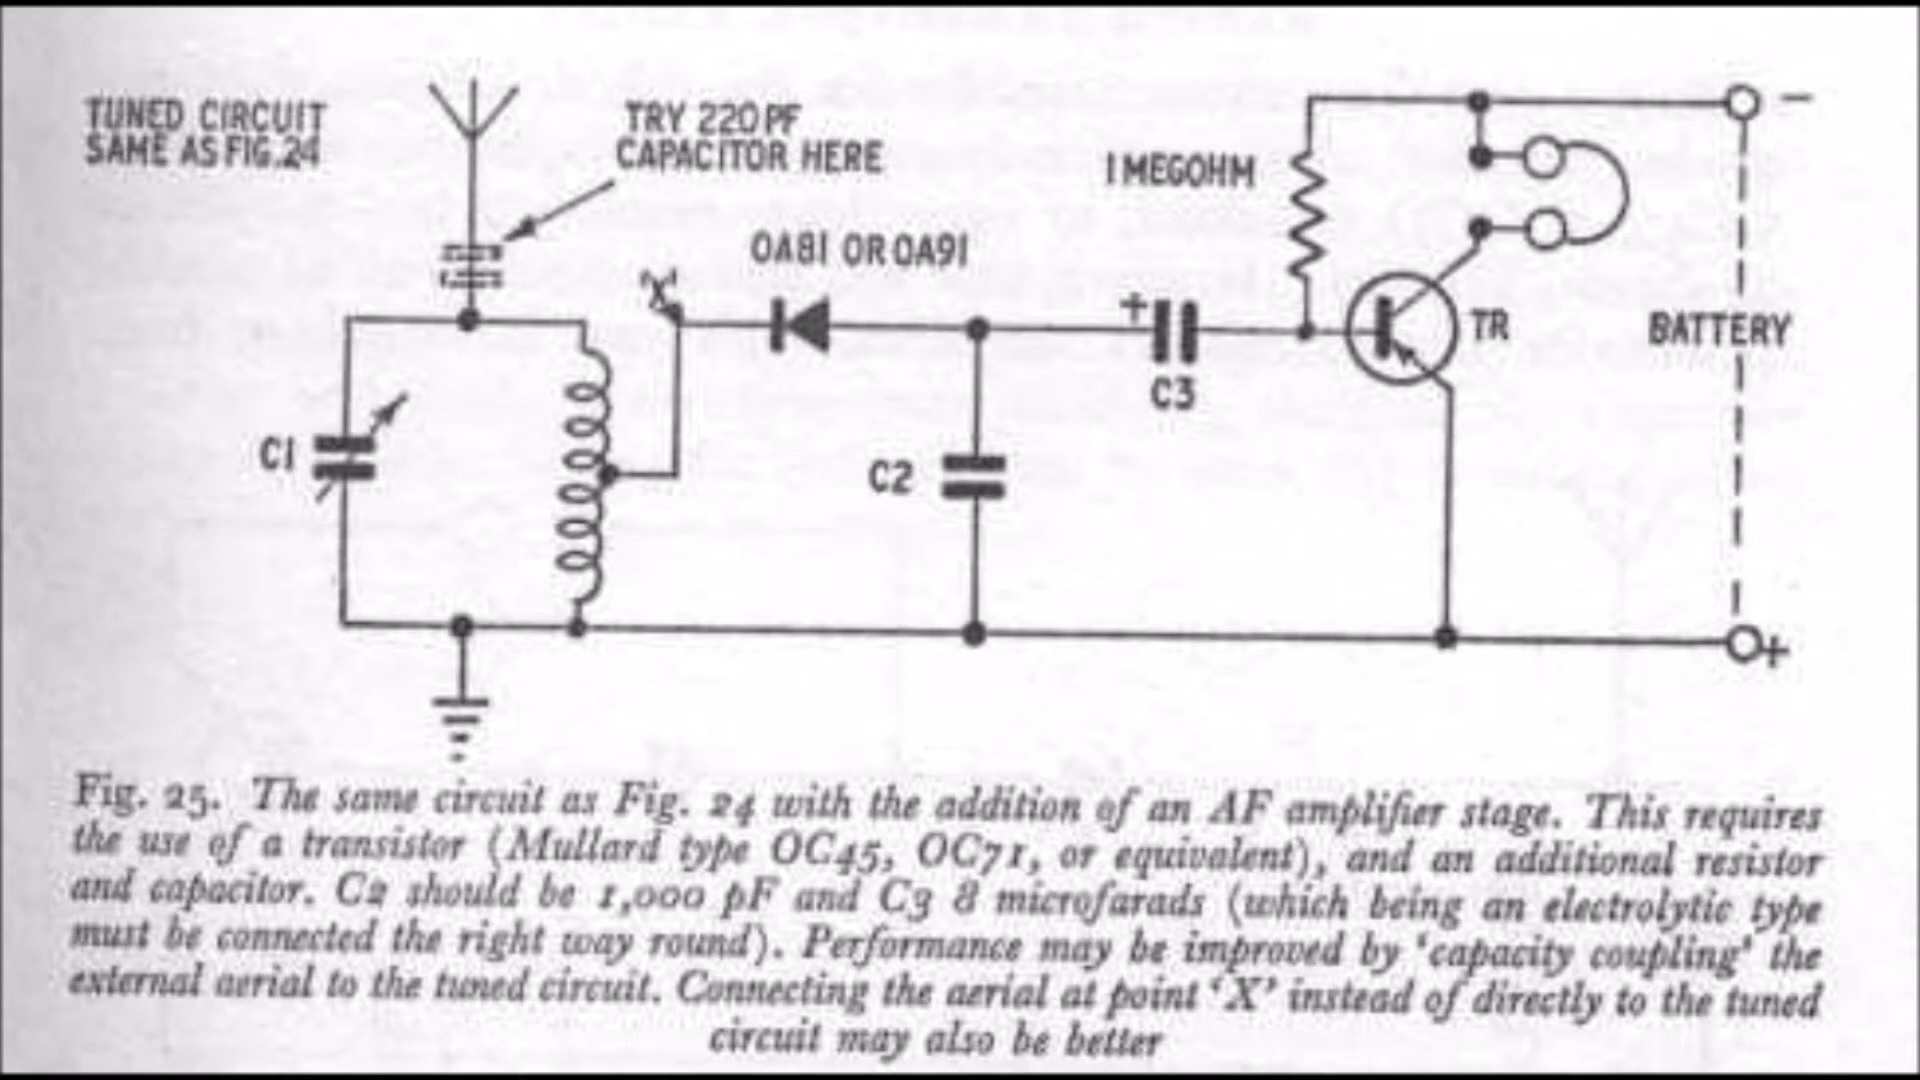 TUNED CIRCUIT
SAME AS FIG.24
TRY 220PF
CAPACITOR HERE
1 MEGOHM
-
OA81 OR OA91
'X'
+
TR
BATTERY
C3
C1
C2
+
Fig. 25. The same circuit as Fig. 24 with the addition of an AF amplifier stage. This requires
the use of a transistor (Mullard type OC45, OC71, or equivalent), and an additional resistor
and capacitor. C2 should be 1,000 pF and C3 8 microfarads (which being an electrolytic type
must be connected the right way round). Performance may be improved by 'capacity coupling' the
external aerial to the tuned circuit. Connecting the aerial at point 'X' instead of directly to the tuned
circuit may also be better